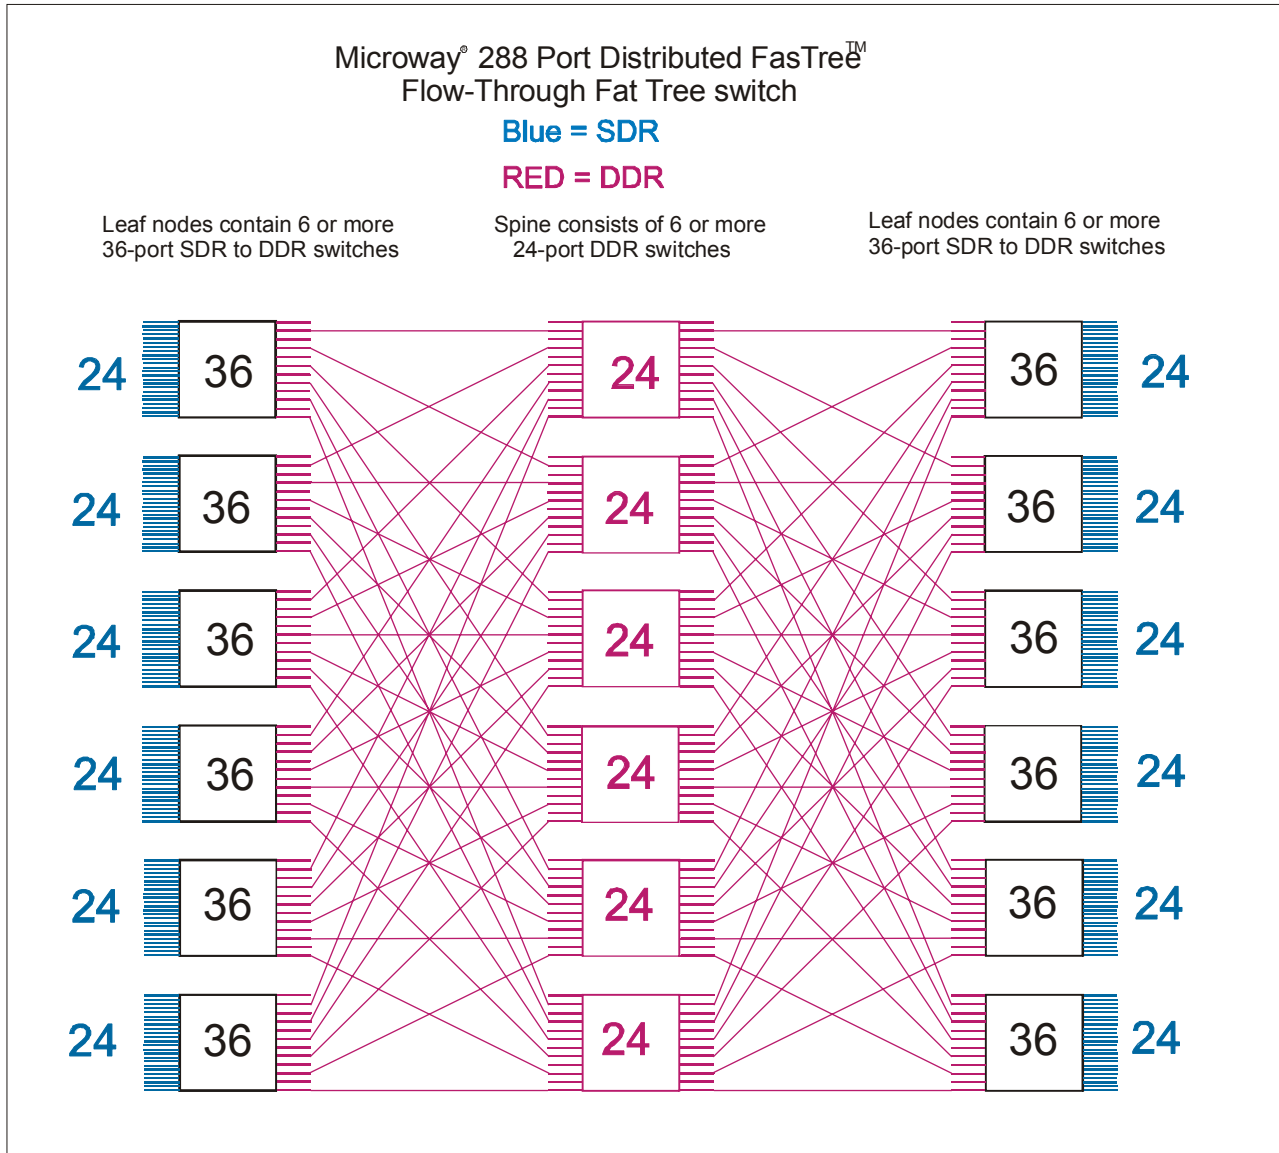 Microway® 288 Port Distributed FasTree™
Flow-Through Fat Tree switch
Blue = SDR
RED = DDR
Leaf nodes contain 6 or more
36-port SDR to DDR switches
Spine consists of 6 or more
24-port DDR switches
Leaf nodes contain 6 or more
36-port SDR to DDR switches
24 36 24 36 24
24 36 24 36 24
24 36 24 36 24
24 36 24 36 24
24 36 24 36 24
24 36 24 36 24